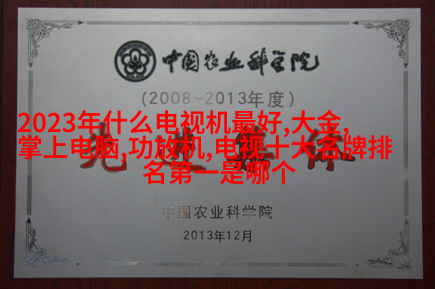 中国农业科学院
(2008~2013年度)
2023年什么电视机最好,大金,
掌上电脑,功放机,电视十大名牌排
名第一是哪个
中国农业科学院
2013年12月